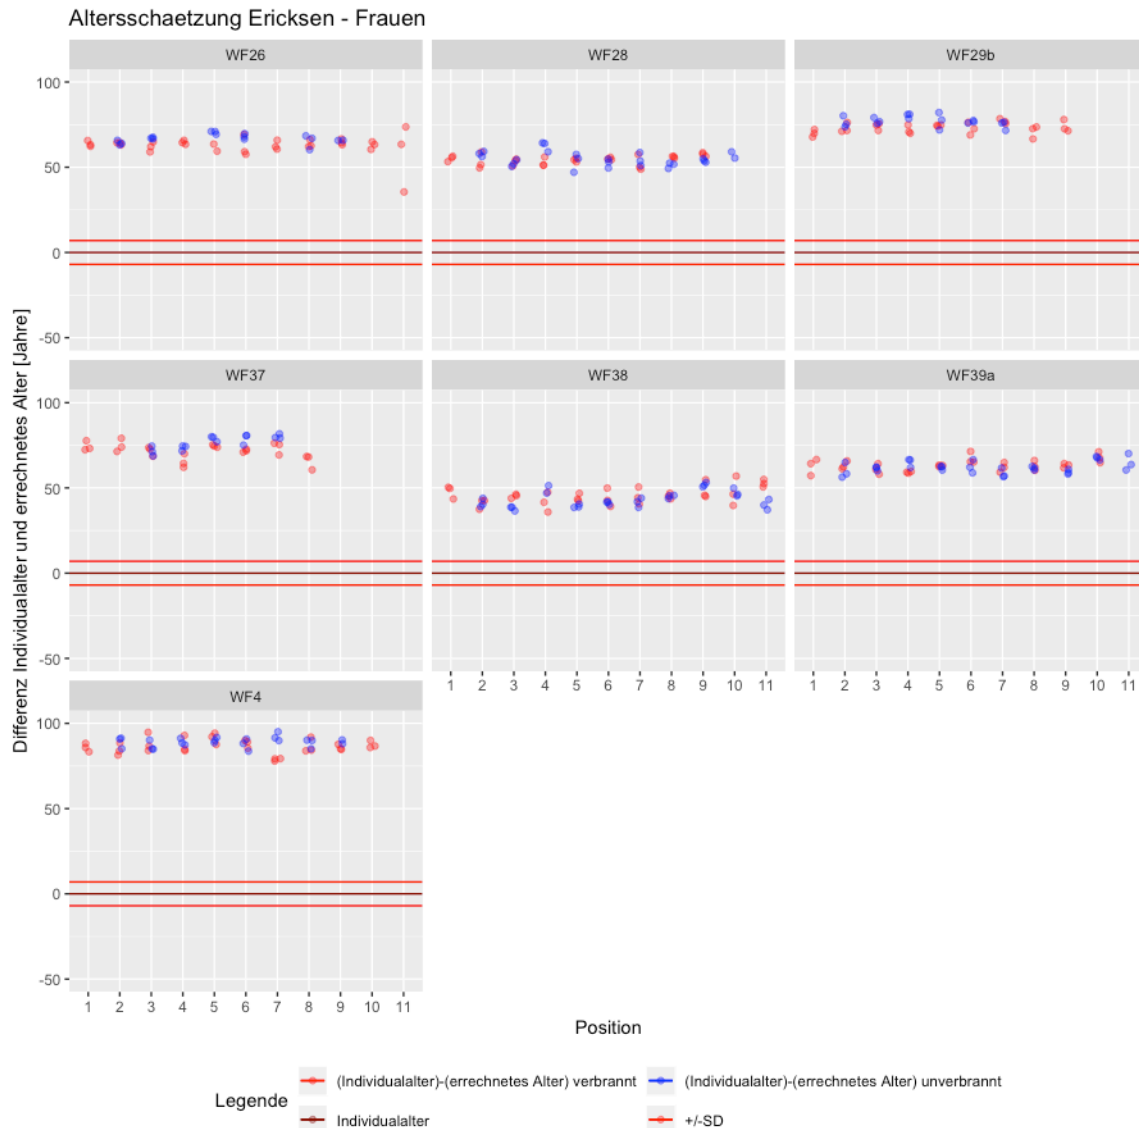 Altersschaetzung Ericksen - Frauen
WF26 WF28 WF29b
100
50
0
-50
WF37 WF38 WF39a
100
50
0
-50
1 2 3 4 5 6 7 8 9 10 11 1 2 3 4 5 6 7 8 9 10 11
WF4
100
50
0
-50
1 2 3 4 5 6 7 8 9 10 11
Differenz Individualalter und errechnetes Alter [Jahre]
Position
Legende
(Individualalter)-(errechnetes Alter) verbrannt (Individualalter)-(errechnetes Alter) unverbrannt
Individualalter +/-SD